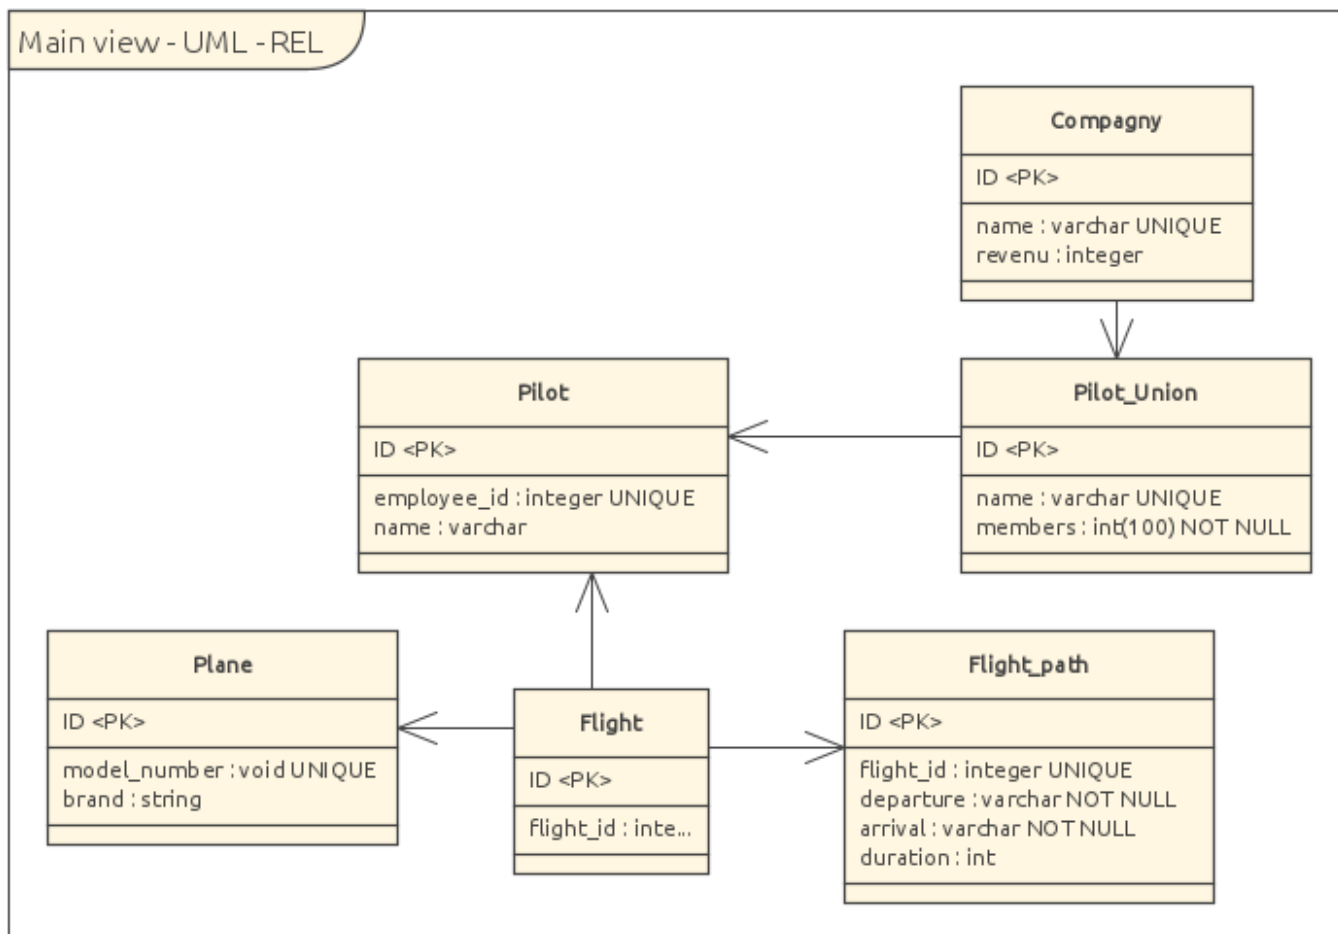 Main view - UML - REL
Compagny
ID <PK>
name : varchar UNIQUE
revenu : integer
Pilot
ID <PK>
employee_id : integer UNIQUE
name : varchar
Pilot_Union
ID <PK>
name : varchar UNIQUE
members : int(100) NOT NULL
Plane
ID <PK>
model_number : void UNIQUE
brand : string
Flight
ID <PK>
flight_id : inte...
Flight_path
ID <PK>
flight_id : integer UNIQUE
departure : varchar NOT NULL
arrival : varchar NOT NULL
duration : int